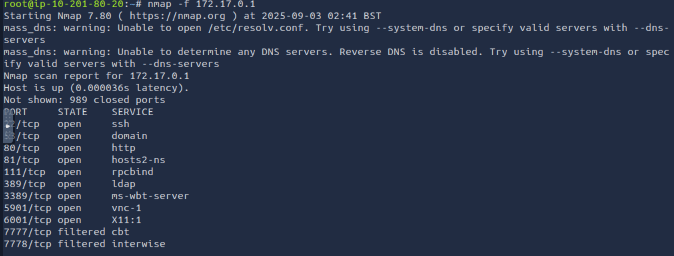 root@ip-10-201-80-20:~# nmap -f 172.17.0.1
Starting Nmap 7.80 ( https://nmap.org ) at 2025-09-03 02:41 BST
mass_dns: warning: Unable to open /etc/resolv.conf. Try using --system-dns or specify valid servers with --dns-
servers
mass_dns: warning: Unable to determine any DNS servers. Reverse DNS is disabled. Try using --system-dns or spec
ify valid servers with --dns-servers
Nmap scan report for 172.17.0.1
Host is up (0.000036s latency).
Not shown: 989 closed ports
PORT     STATE    SERVICE
/tcp   open     ssh
/tcp   open     domain
80/tcp   open     http
81/tcp   open     hosts2-ns
111/tcp  open     rpcbind
389/tcp  open     ldap
3389/tcp open     ms-wbt-server
5901/tcp open     vnc-1
6001/tcp open     X11:1
7777/tcp filtered cbt
7778/tcp filtered interwise